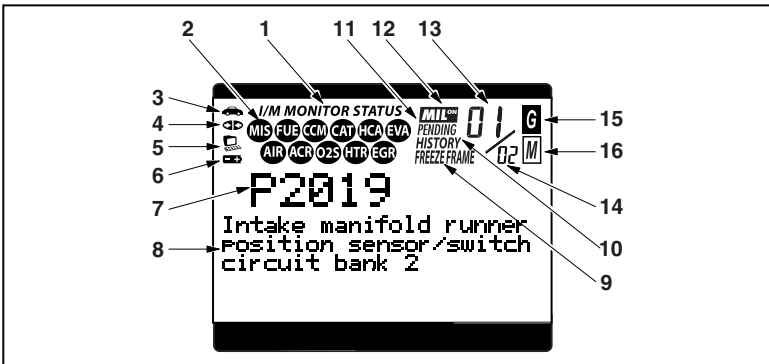 2 1 11 12 13
3 I/M MONITOR STATUS MIL ON 01 G 15
4 MIS FUE CCM CAT HCA EVA PENDING
5 AIR ACR O2S HTR EGR HISTORY 02 M 16
6 FREEZE FRAME
14
7 P2019
10
Intake manifold runner
8 position sensor/switch
circuit bank 2
9